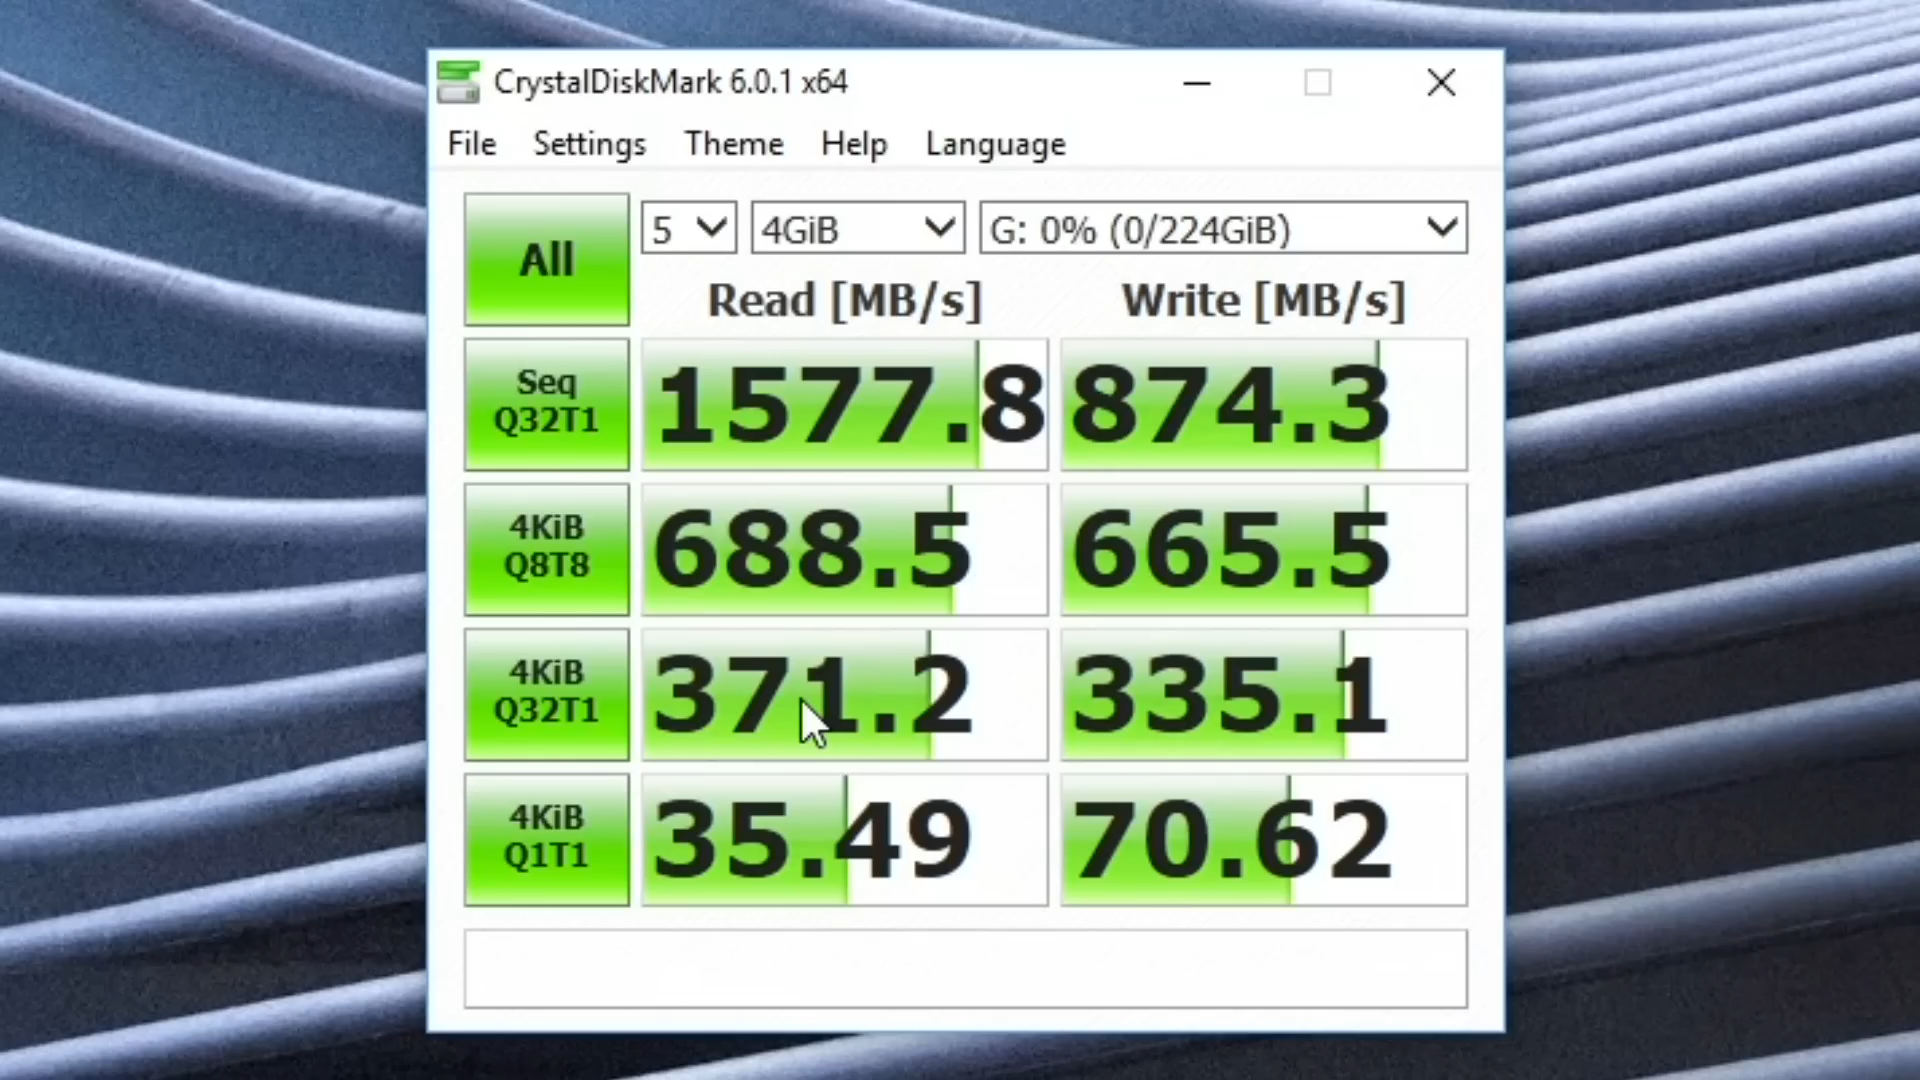 CrystalDiskMark 6.0.1 x64
File Settings Theme Help Language
All 5 4GiB G: 0% (0/224GiB)
Read [MB/s] Write [MB/s]
Seq
Q32T1 1577.8 874.3
4KiB
Q8T8 688.5 665.5
4KiB
Q32T1 371.2 335.1
4KiB
Q1T1 35.49 70.62